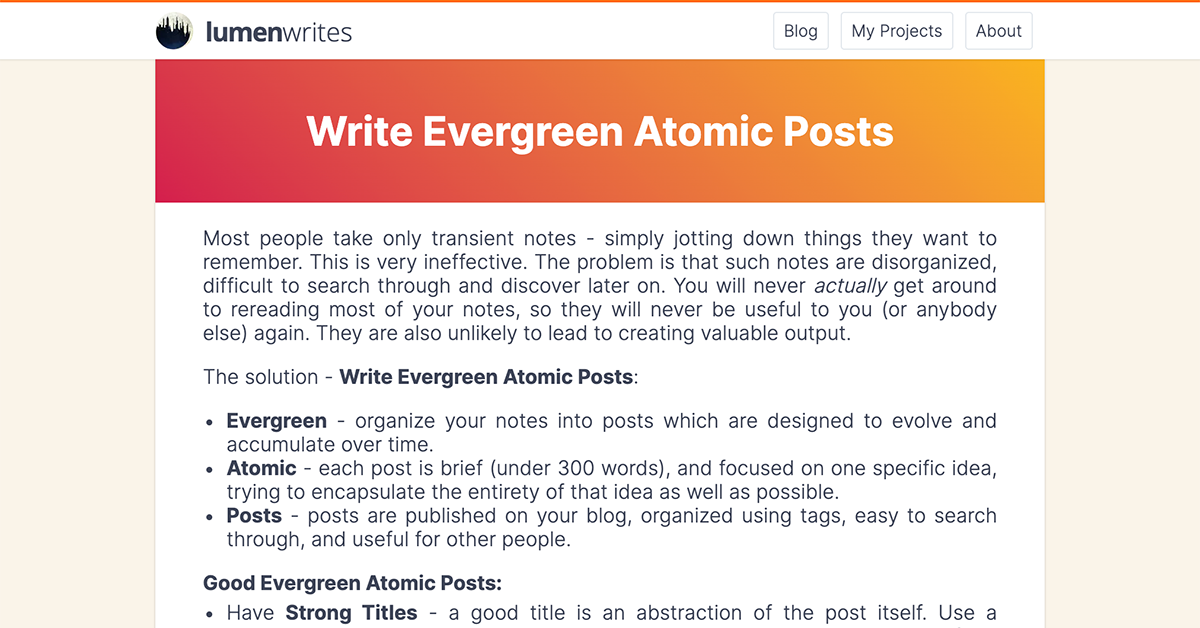 lumenwrites
Blog
My Projects
About
Write Evergreen Atomic Posts
Most people take only transient notes - simply jotting down things they want to
remember. This is very ineffective. The problem is that such notes are disorganized,
difficult to search through and discover later on. You will never actually get around
to rereading most of your notes, so they will never be useful to you (or anybody
else) again. They are also unlikely to lead to creating valuable output.
The solution - Write Evergreen Atomic Posts:
• Evergreen - organize your notes into posts which are designed to evolve and
accumulate over time.
• Atomic - each post is brief (under 300 words), and focused on one specific idea,
trying to encapsulate the entirety of that idea as well as possible.
• Posts - posts are published on your blog, organized using tags, easy to search
through, and useful for other people.
Good Evergreen Atomic Posts:
• Have Strong Titles - a good title is an abstraction of the post itself. Use a